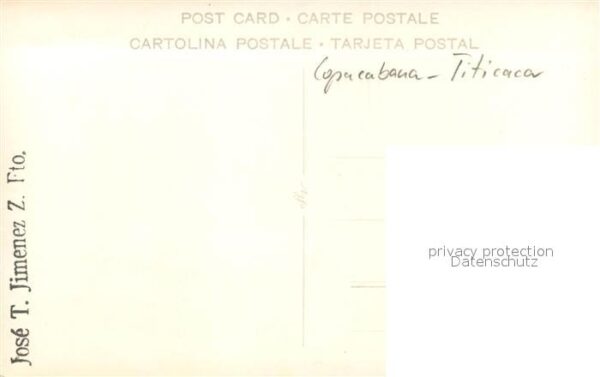 POST CARD · CARTE POSTALE
CARTOLINA POSTALE · TARJETA POSTAL
Copacabana - Titicaca
José T. Jimenez Z. Fto.
privacy protection
Datenschutz